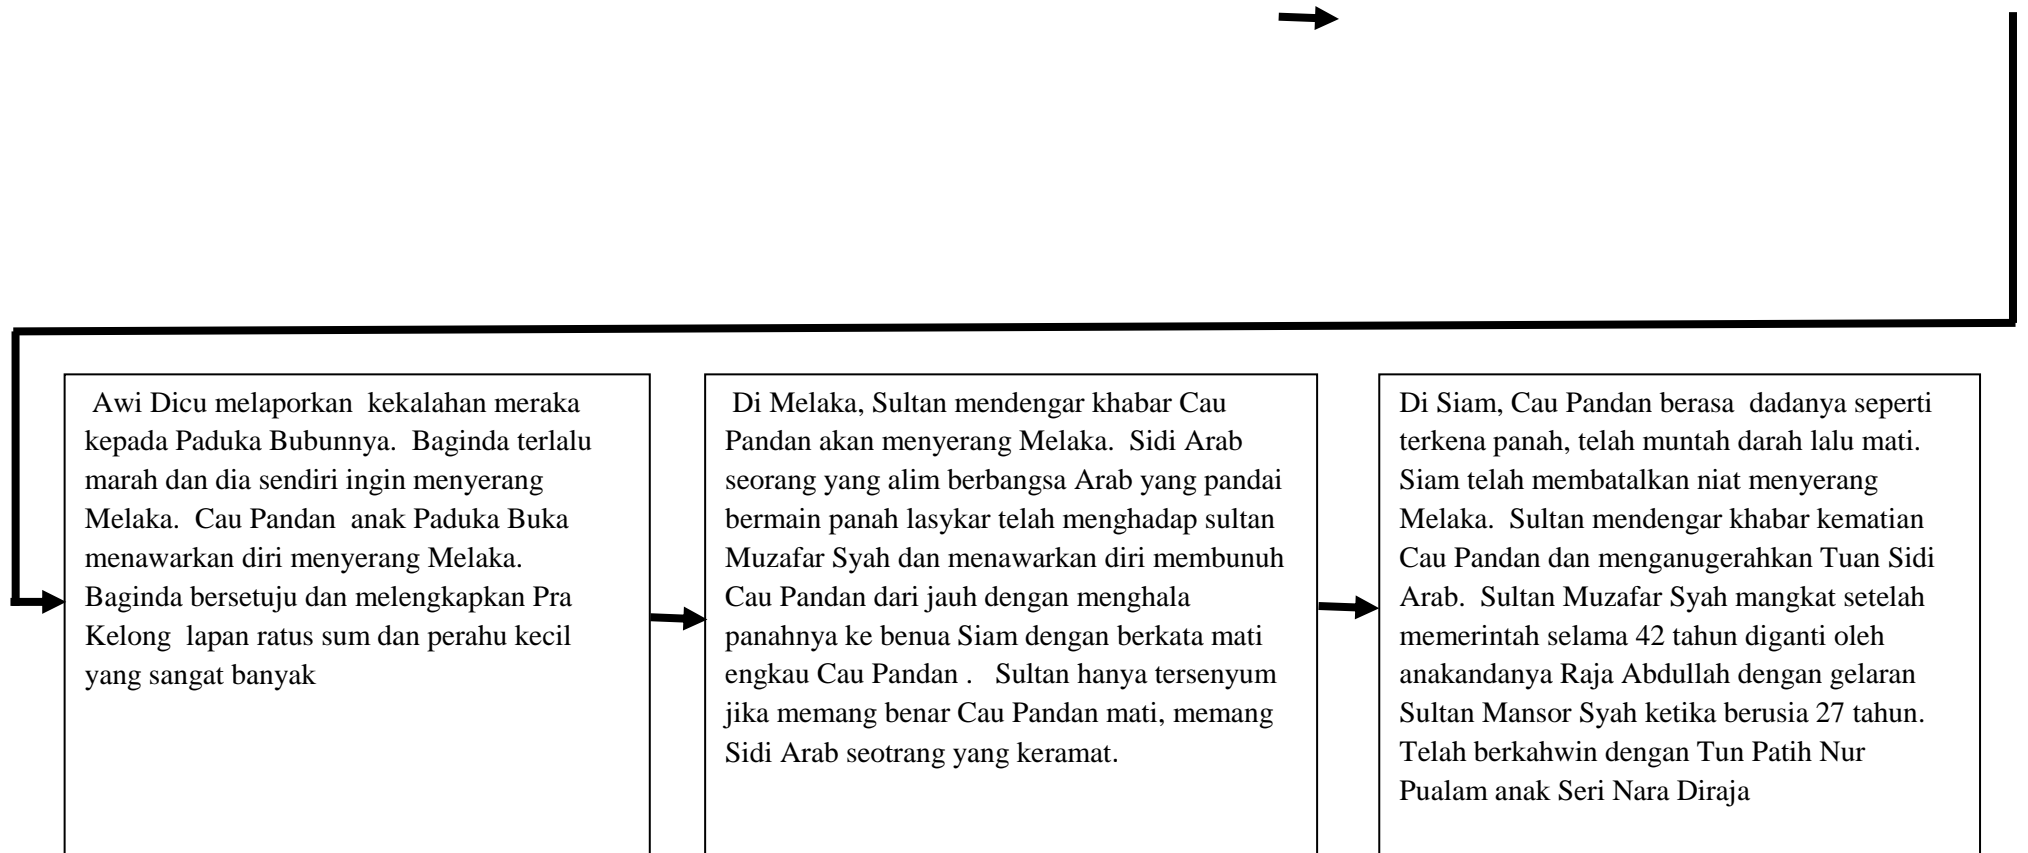 Awi Dicu melaporkan  kekalahan meraka
kepada Paduka Bubunnya.  Baginda terlalu
marah dan dia sendiri ingin menyerang
Melaka.  Cau Pandan  anak Paduka Buka
menawarkan diri menyerang Melaka.
Baginda bersetuju dan melengkapkan Pra
Kelong  lapan ratus sum dan perahu kecil
yang sangat banyak
Di Melaka, Sultan mendengar khabar Cau
Pandan akan menyerang Melaka.  Sidi Arab
seorang yang alim berbangsa Arab yang pandai
bermain panah lasykar telah menghadap sultan
Muzafar Syah dan menawarkan diri membunuh
Cau Pandan dari jauh dengan menghala
panahnya ke benua Siam dengan berkata mati
engkau Cau Pandan .   Sultan hanya tersenyum
jika memang benar Cau Pandan mati, memang
Sidi Arab seotrang yang keramat.
Di Siam, Cau Pandan berasa  dadanya seperti
terkena panah, telah muntah darah lalu mati.
Siam telah membatalkan niat menyerang
Melaka.  Sultan mendengar khabar kematian
Cau Pandan dan menganugerahkan Tuan Sidi
Arab.  Sultan Muzafar Syah mangkat setelah
memerintah selama 42 tahun diganti oleh
anakandanya Raja Abdullah dengan gelaran
Sultan Mansor Syah ketika berusia 27 tahun.
Telah berkahwin dengan Tun Patih Nur
Pualam anak Seri Nara Diraja